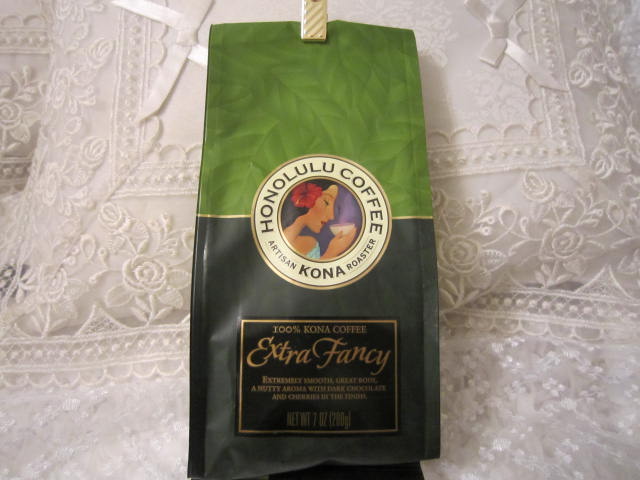 HONOLULU COFFEE
ARTISAN KONA ROASTER
100% KONA COFFEE
Extra Fancy
EXTREMELY SMOOTH, GREAT BODY,
A NUTTY AROMA WITH DARK CHOCOLATE
AND CHERRIES IN THE FINISH.
NET WT 7 OZ (200g)